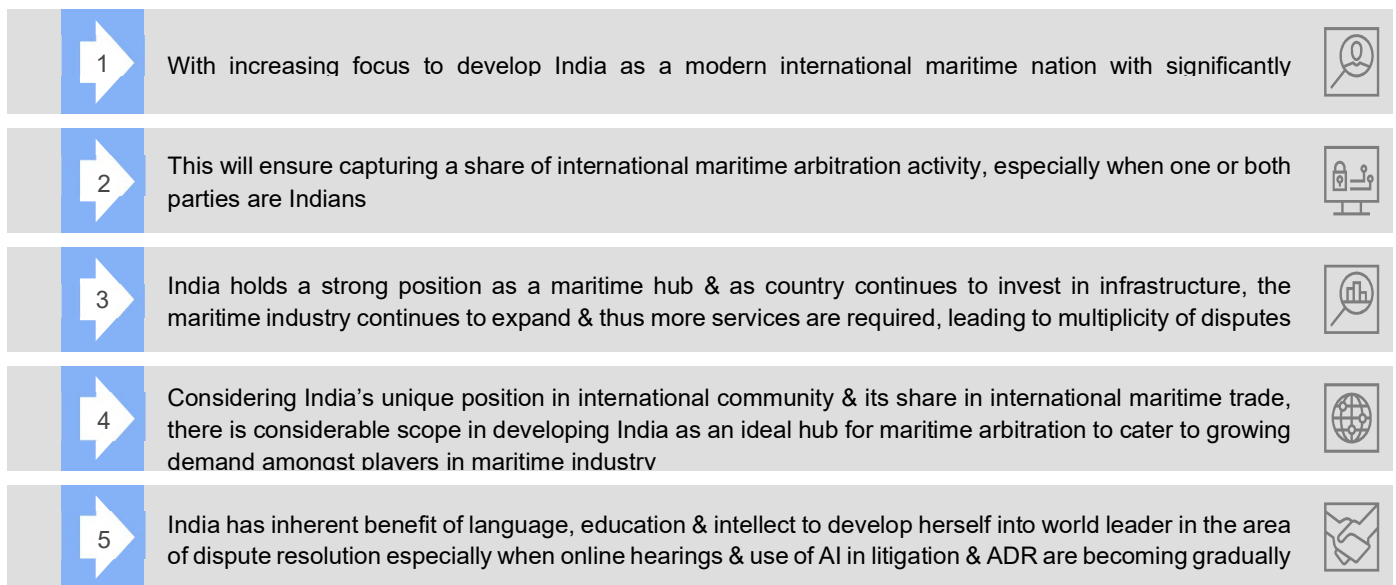 1
With increasing focus to develop India as a modern international maritime nation with significantly
2
This will ensure capturing a share of international maritime arbitration activity, especially when one or both
parties are Indians
3
India holds a strong position as a maritime hub & as country continues to invest in infrastructure, the
maritime industry continues to expand & thus more services are required, leading to multiplicity of disputes
4
Considering India’s unique position in international community & its share in international maritime trade,
there is considerable scope in developing India as an ideal hub for maritime arbitration to cater to growing
demand amongst players in maritime industry
5
India has inherent benefit of language, education & intellect to develop herself into world leader in the area
of dispute resolution especially when online hearings & use of AI in litigation & ADR are becoming gradually